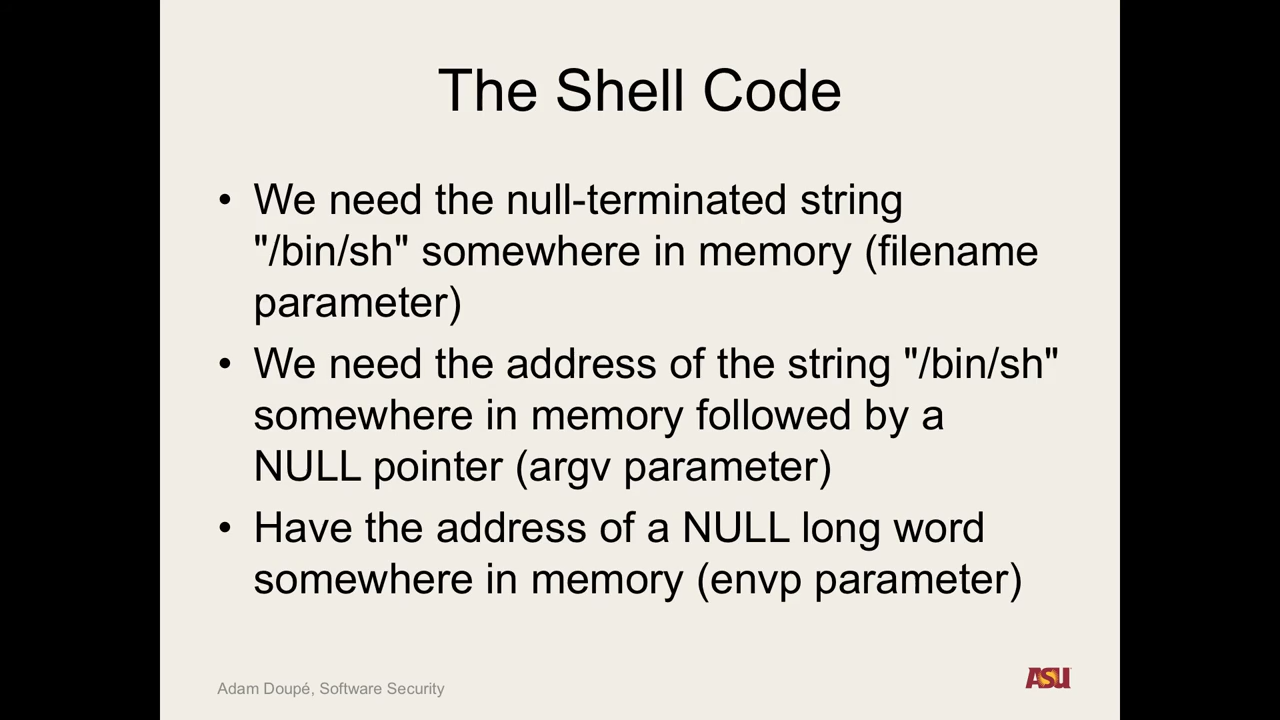 The Shell Code
• We need the null-terminated string
"/bin/sh" somewhere in memory (filename
parameter)
• We need the address of the string "/bin/sh"
somewhere in memory followed by a
NULL pointer (argv parameter)
• Have the address of a NULL long word
somewhere in memory (envp parameter)
Adam Doupé, Software Security
ASU